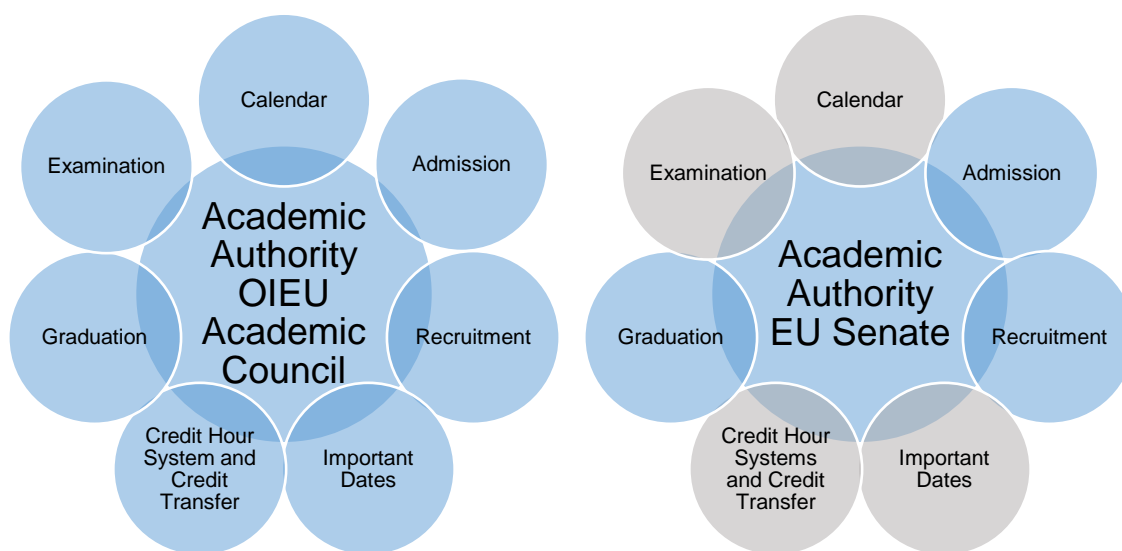 Calendar
Examination
Admission
Academic
Authority
OIEU
Academic
Council
Graduation
Recruitment
Credit Hour
System and
Credit
Transfer
Important
Dates
Calendar
Examination
Admission
Academic
Authority
EU Senate
Graduation
Recruitment
Credit Hour
Systems
and Credit
Transfer
Important
Dates